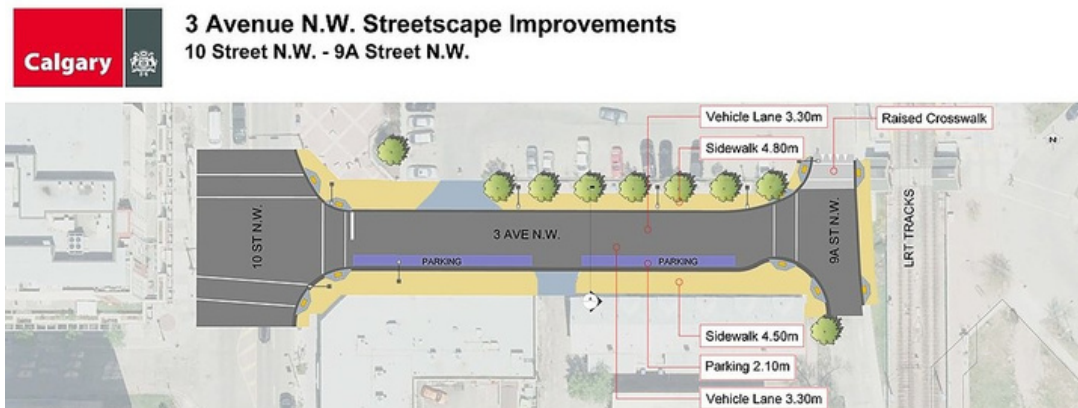 Calgary
3 Avenue N.W. Streetscape Improvements
10 Street N.W. - 9A Street N.W.
Vehicle Lane 3.30m
Raised Crosswalk
Sidewalk 4.80m
N
10 ST N.W.
3 AVE N.W.
9A ST N.W.
LRT TRACKS
PARKING
PARKING
A
Sidewalk 4.50m
Parking 2.10m
Vehicle Lane 3.30m